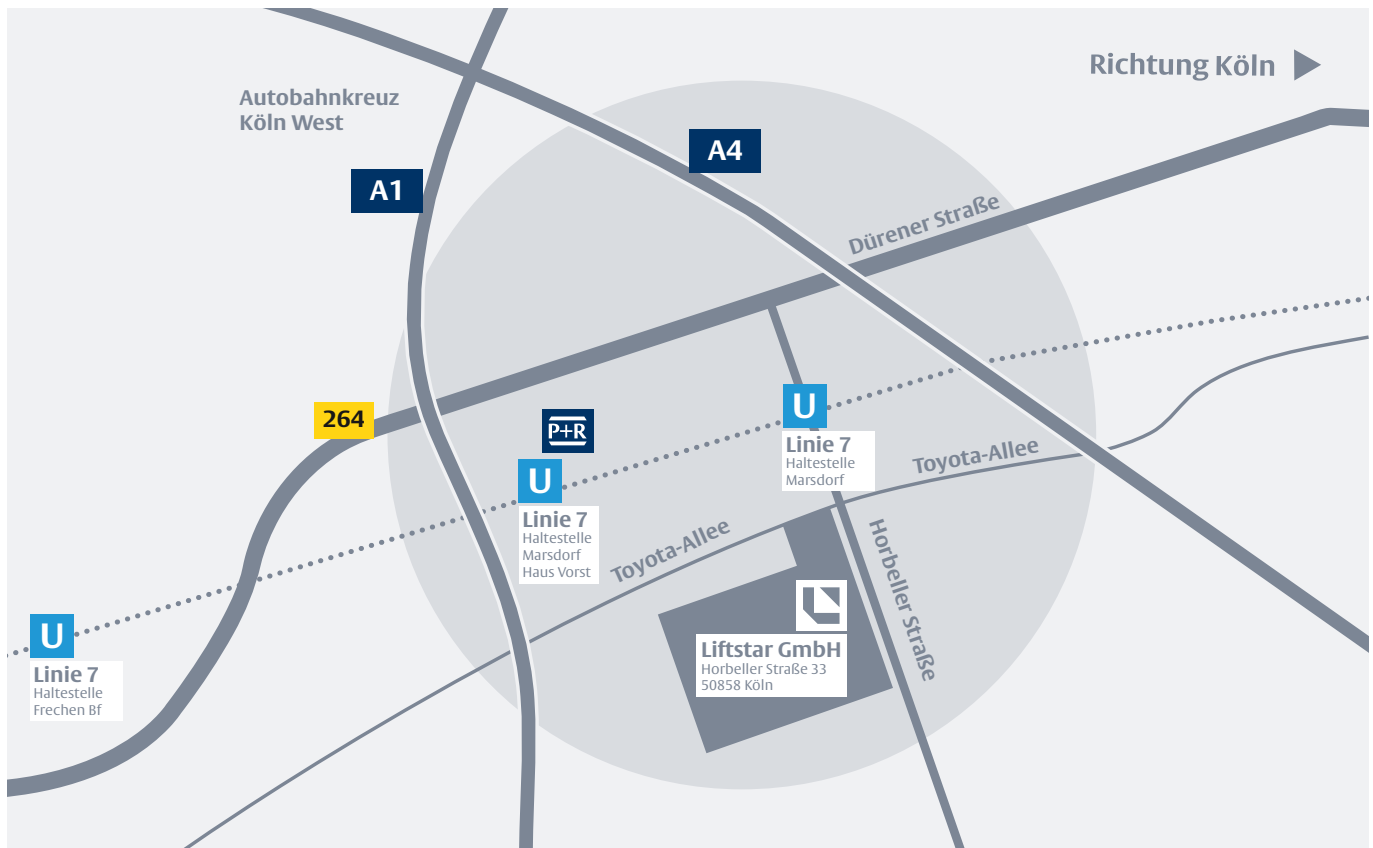 Richtung Köln
Autobahnkreuz
Köln West
A4
A1
Dürener Straße
264
P+R
U
Linie 7
Haltestelle
Marsdorf
Toyota-Allee
U
Linie 7
Haltestelle
Marsdorf
Haus Vorst
Toyota-Allee
Horbeller Straße
U
Linie 7
Haltestelle
Frechen Bf
Liftstar GmbH
Horbeller Straße 33
50858 Köln